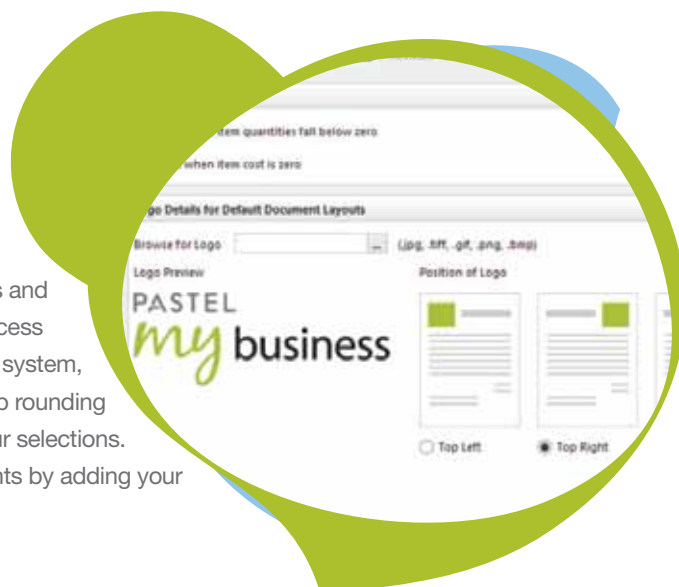 item quantities fall below zero
when item cost is zero
go Details for Default Document Layouts
Browse for Logo ... (.jpg, .tiff, .gif, .png, .bmp)
Logo Preview
Position of Logo
PASTEL
my business
Top Left
Top Right
s and
cess
system,
o rounding
ur selections.
nts by adding your